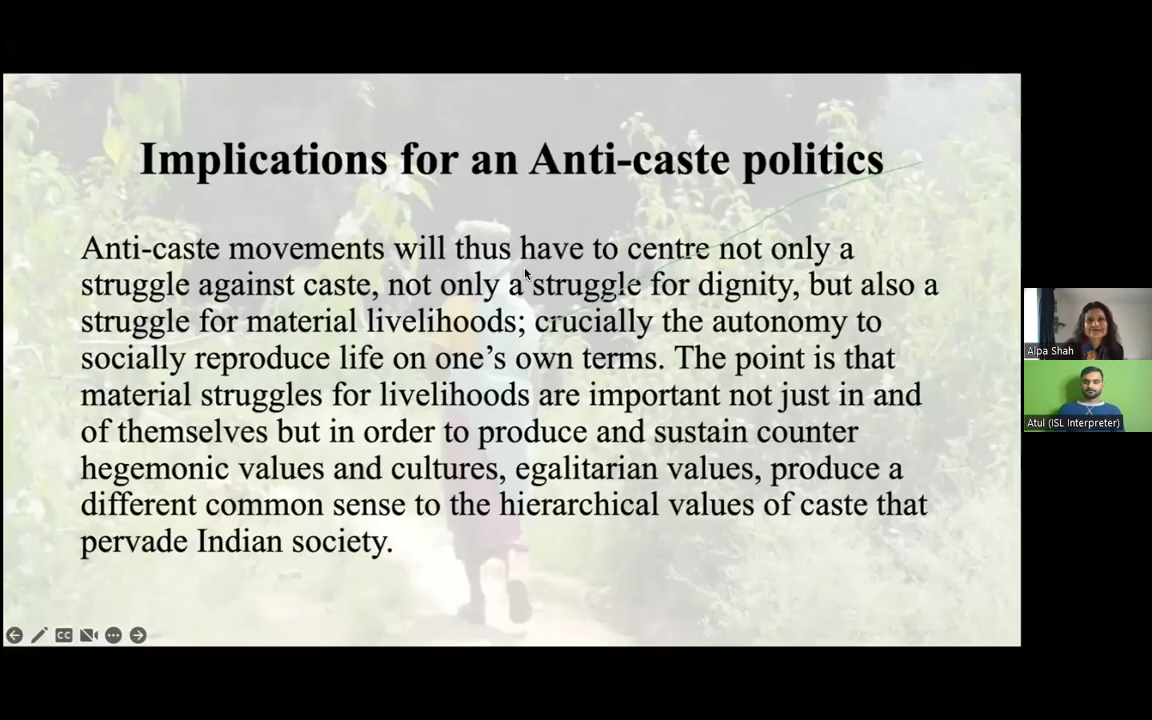 Implications for an Anti-caste politics
Anti-caste movements will thus have to centre not only a
struggle against caste, not only a struggle for dignity, but also a
struggle for material livelihoods; crucially the autonomy to
socially reproduce life on one’s own terms. The point is that
material struggles for livelihoods are important not just in and
of themselves but in order to produce and sustain counter
hegemonic values and cultures, egalitarian values, produce a
different common sense to the hierarchical values of caste that
pervade Indian society.
CC
Alpa Shah
Atul (ISL Interpreter)